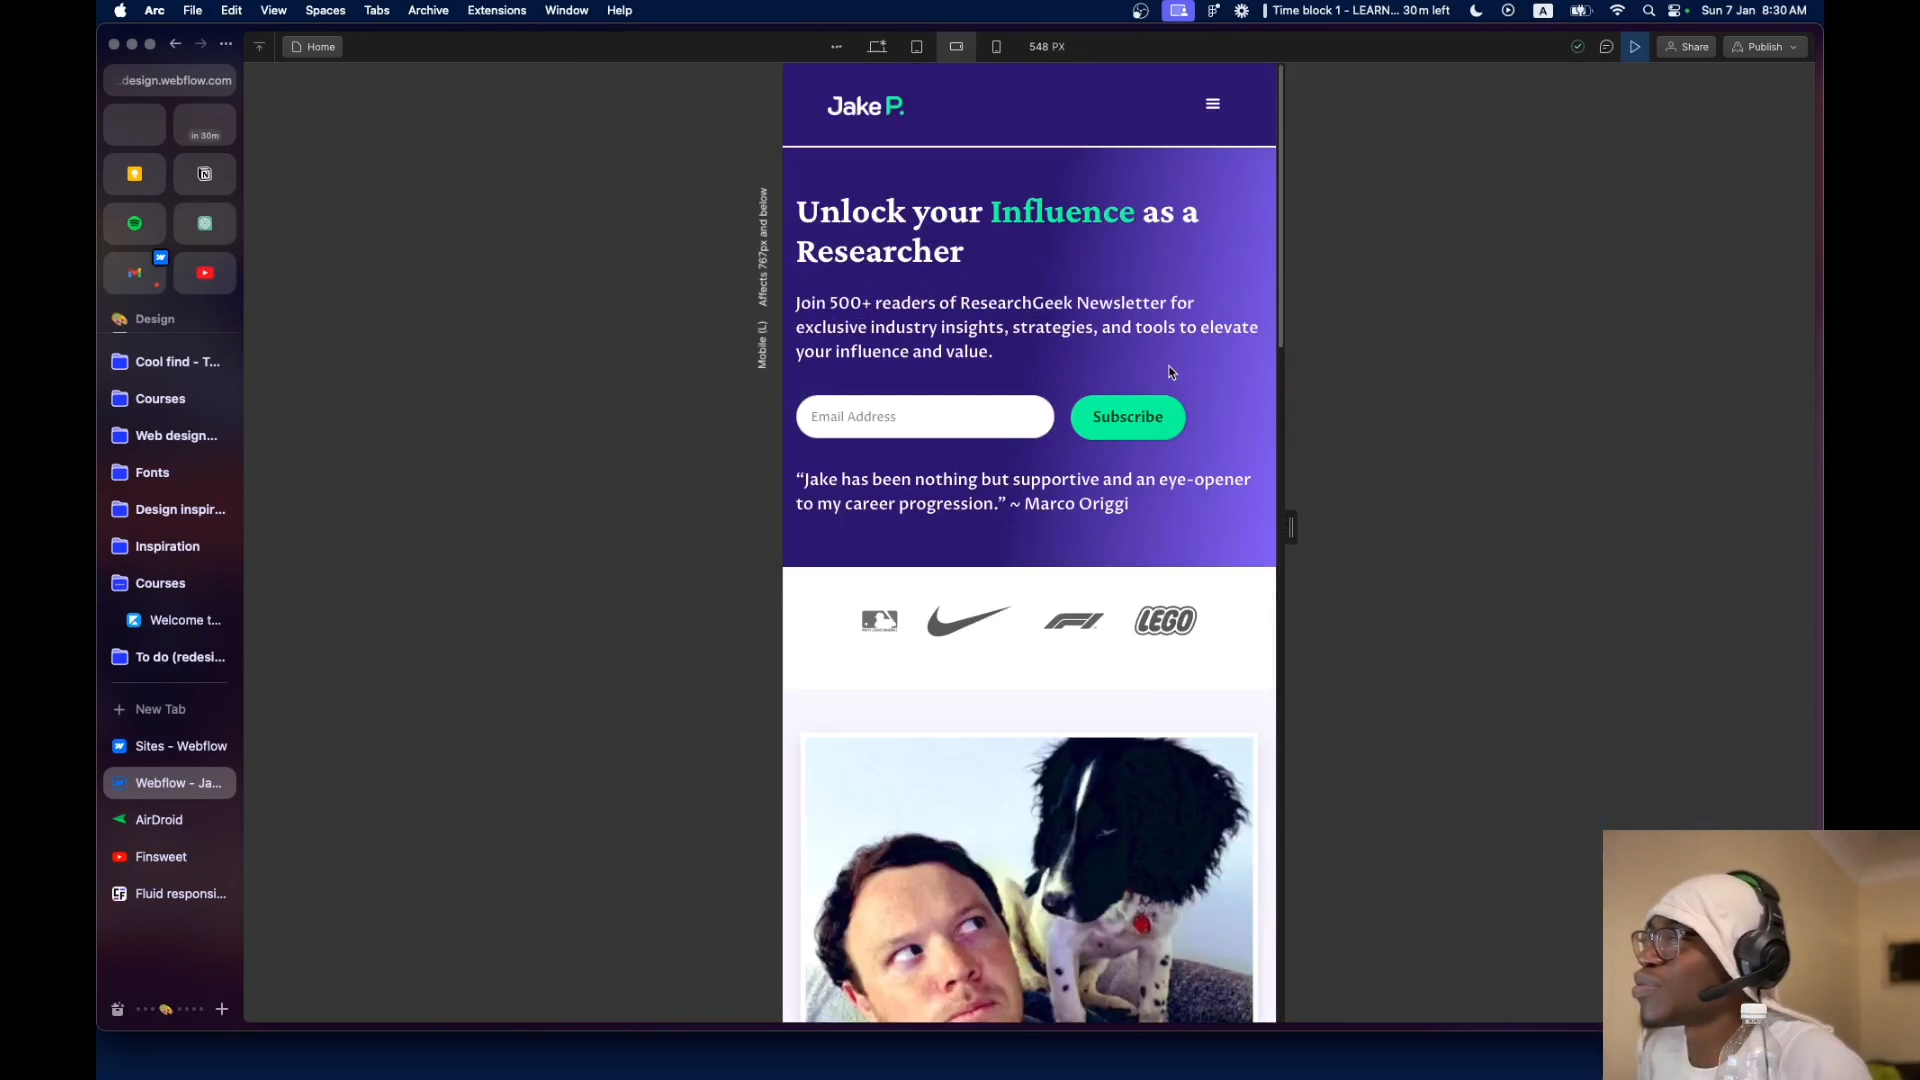 Arc File Edit View Spaces Tabs Archive Extensions Window Help
Time block 1 - LEARN... 30 m left A Sun 7 Jan 8:30 AM
Home
548 PX
Share
Publish
design.webflow.com
in 30m
Design
Cool find - T...
Courses
Web design...
Fonts
Design inspir...
Inspiration
Courses
Welcome t...
To do (redesi...
New Tab
Sites - Webflow
Webflow - Ja...
AirDroid
Finsweet
Fluid responsi...
Mobile (L) Affects 767px and below
Jake P.
Unlock your Influence as a
Researcher
Join 500+ readers of ResearchGeek Newsletter for
exclusive industry insights, strategies, and tools to elevate
your influence and value.
Email Address
Subscribe
“Jake has been nothing but supportive and an eye-opener
to my career progression.” ~ Marco Origgi
F1
LEGO